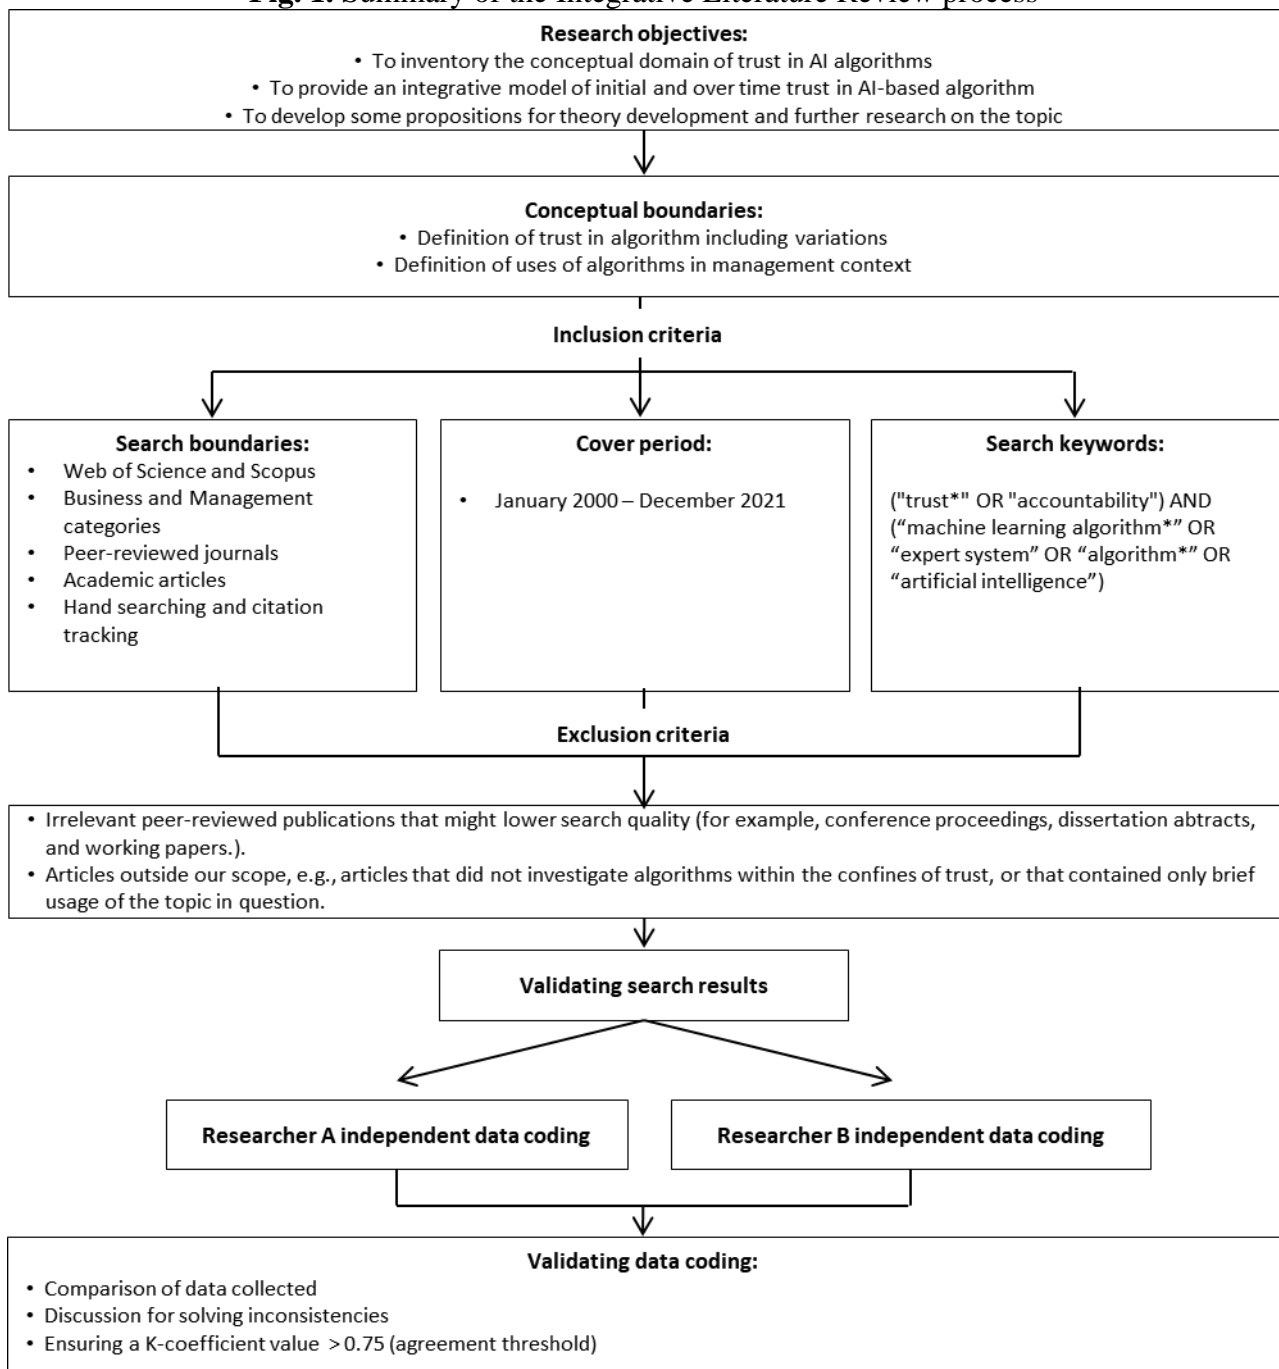 Fig. 1. Summary of the Integrative Literature Review process
Research objectives:
• To inventory the conceptual domain of trust in AI algorithms
• To provide an integrative model of initial and over time trust in AI-based algorithm
• To develop some propositions for theory development and further research on the topic
Conceptual boundaries:
• Definition of trust in algorithm including variations
• Definition of uses of algorithms in management context
Inclusion criteria
Search boundaries:
• Web of Science and Scopus
• Business and Management
categories
• Peer-reviewed journals
• Academic articles
• Hand searching and citation
tracking
Cover period:
• January 2000 – December 2021
Search keywords:
("trust*" OR "accountability") AND
(“machine learning algorithm*” OR
“expert system” OR “algorithm*” OR
“artificial intelligence”)
Exclusion criteria
• Irrelevant peer-reviewed publications that might lower search quality (for example, conference proceedings, dissertation abtracts,
and working papers.).
• Articles outside our scope, e.g., articles that did not investigate algorithms within the confines of trust, or that contained only brief
usage of the topic in question.
Validating search results
Researcher A independent data coding
Researcher B independent data coding
Validating data coding:
• Comparison of data collected
• Discussion for solving inconsistencies
• Ensuring a K-coefficient value > 0.75 (agreement threshold)